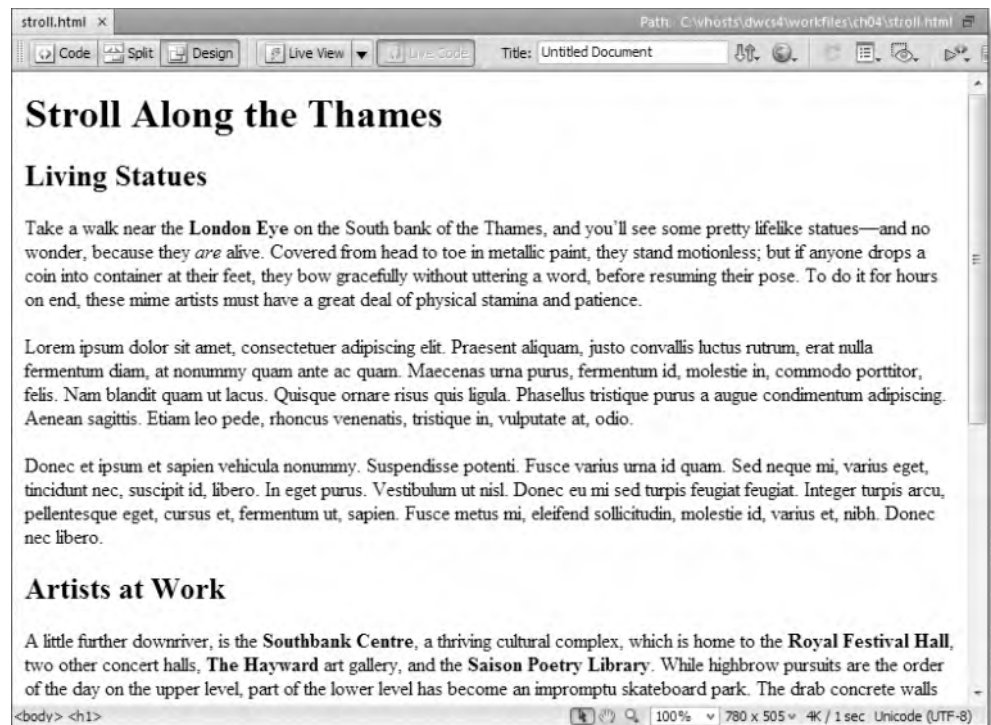 stroll.html ×
Path: C:\vhosts\dwcs4\workfiles\ch04\stroll.html
Code Split Design Live View Live Code Title: Untitled Document
Stroll Along the Thames
Living Statues
Take a walk near the London Eye on the South bank of the Thames, and you'll see some pretty lifelike statues—and no
wonder, because they are alive. Covered from head to toe in metallic paint, they stand motionless; but if anyone drops a
coin into container at their feet, they bow gracefully without uttering a word, before resuming their pose. To do it for hours
on end, these mime artists must have a great deal of physical stamina and patience.
Lorem ipsum dolor sit amet, consectetuer adipiscing elit. Praesent aliquam, justo convallis luctus rutrum, erat nulla
fermentum diam, at nonummy quam ante ac quam. Maecenas urna purus, fermentum id, molestie in, commodo porttitor,
felis. Nam blandit quam ut lacus. Quisque ornare risus quis ligula. Phasellus tristique purus a augue condimentum adipiscing.
Aenean sagittis. Etiam leo pede, rhoncus venenatis, tristique in, vulputate at, odio.
Donec et ipsum et sapien vehicula nonummy. Suspendisse potenti. Fusce varius urna id quam. Sed neque mi, varius eget,
tincidunt nec, suscipit id, libero. In eget purus. Vestibulum ut nisl. Donec eu mi sed turpis feugiat feugiat. Integer turpis arcu,
pellentesque eget, cursus et, fermentum ut, sapien. Fusce metus mi, eleifend sollicitudin, molestie id, varius et, nibh. Donec
nec libero.
Artists at Work
A little further downriver, is the Southbank Centre, a thriving cultural complex, which is home to the Royal Festival Hall,
two other concert halls, The Hayward art gallery, and the Saison Poetry Library. While highbrow pursuits are the order
of the day on the upper level, part of the lower level has become an impromptu skateboard park. The drab concrete walls
<body> <h1> 100% 780 x 505 4K / 1 sec Unicode (UTF-8)